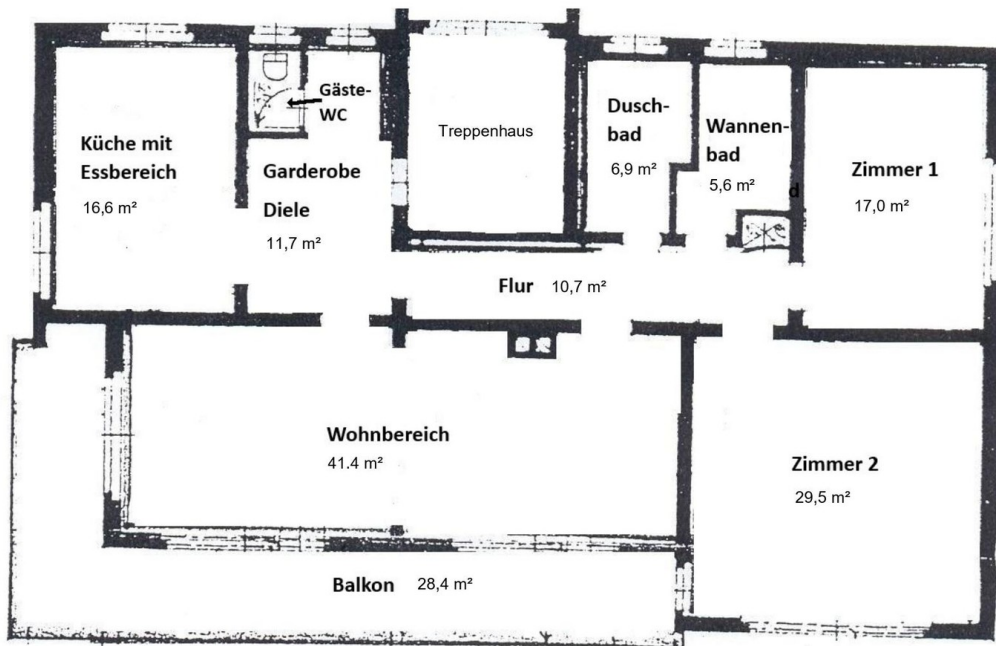 Küche mit
Essbereich
16,6 m²
Gäste-
WC
Garderobe
Diele
11,7 m²
Treppenhaus
Dusch-
bad
6,9 m²
Wannen-
bad
5,6 m²
d
Zimmer 1
17,0 m²
Flur 10,7 m²
Wohnbereich
41.4 m²
Zimmer 2
29,5 m²
Balkon 28,4 m²